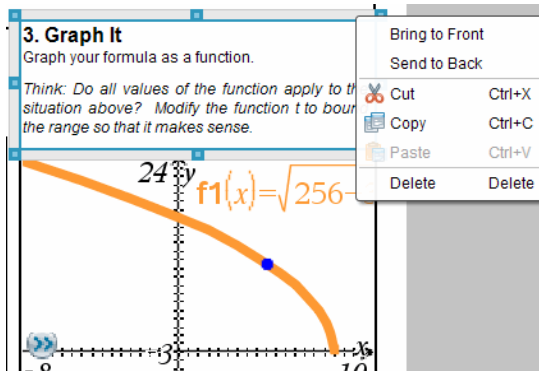 3. Graph It
Graph your formula as a function.
Think: Do all values of the function apply to th
situation above? Modify the function t to boun
the range so that it makes sense.
Bring to Front
Send to Back
Cut Ctrl+X
Copy Ctrl+C
Paste Ctrl+V
Delete Delete
24 y
f1(x)=√256-
-3 x
-8 10